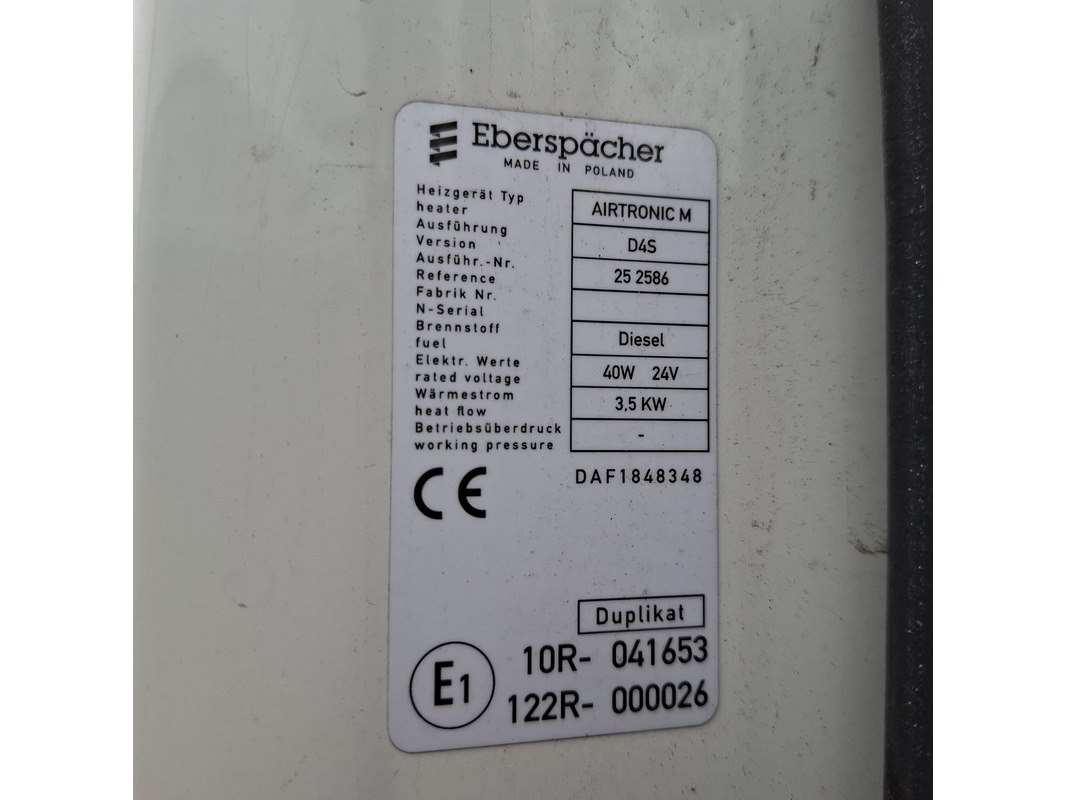 Eberspächer
MADE IN POLAND
Heizgerät Typ
heater
AIRTRONIC M
Ausführung
Version
D4S
Ausführ.-Nr.
Reference
25 2586
Fabrik Nr.
N-Serial
Brennstoff
fuel
Diesel
Elektr. Werte
rated voltage
40W 24V
Wärmestrom
heat flow
3,5 KW
Betriebsüberdruck
working pressure
-
CE
DAF1848348
Duplikat
E1
10R- 041653
122R- 000026